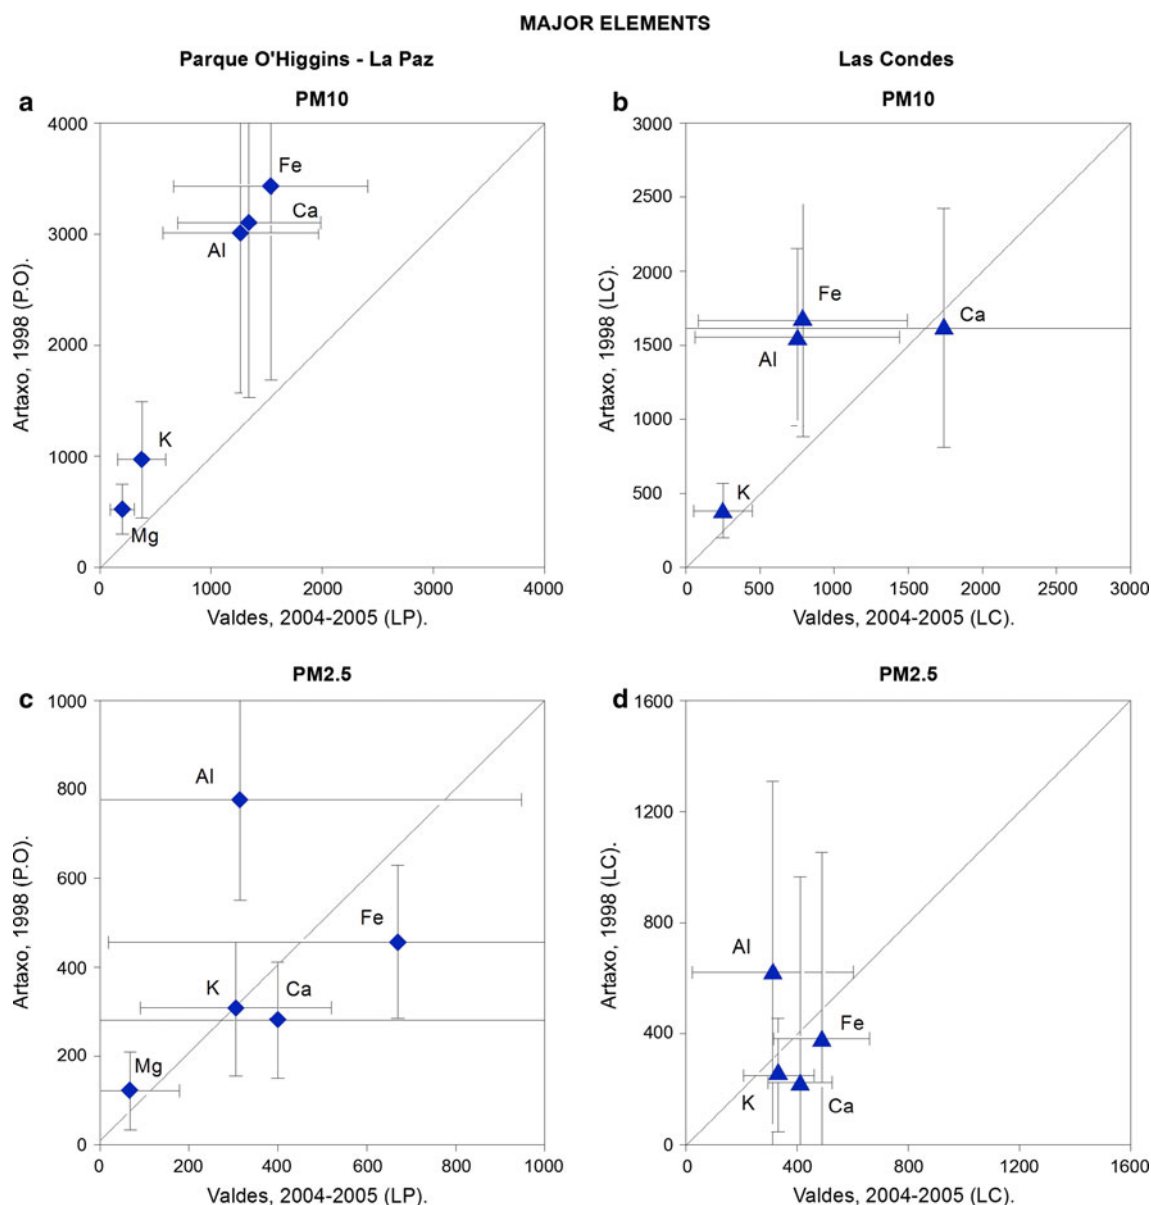 MAJOR ELEMENTS
Parque O'Higgins - La Paz
Las Condes
a
PM10
4000
3000
2000
1000
0
0 1000 2000 3000 4000
Artaxo, 1998 (P.O).
Valdes, 2004-2005 (LP).
Fe
Ca
Al
K
Mg
b
PM10
3000
2500
2000
1500
1000
500
0
0 500 1000 1500 2000 2500 3000
Artaxo, 1998 (LC).
Valdes, 2004-2005 (LC).
Fe
Ca
Al
K
c
PM2.5
1000
800
600
400
200
0
0 200 400 600 800 1000
Artaxo, 1998 (P.O).
Valdes, 2004-2005 (LP).
Al
Fe
K
Ca
Mg
d
PM2.5
1600
1200
800
400
0
0 400 800 1200 1600
Artaxo, 1998 (LC).
Valdes, 2004-2005 (LC).
Al
Fe
K
Ca